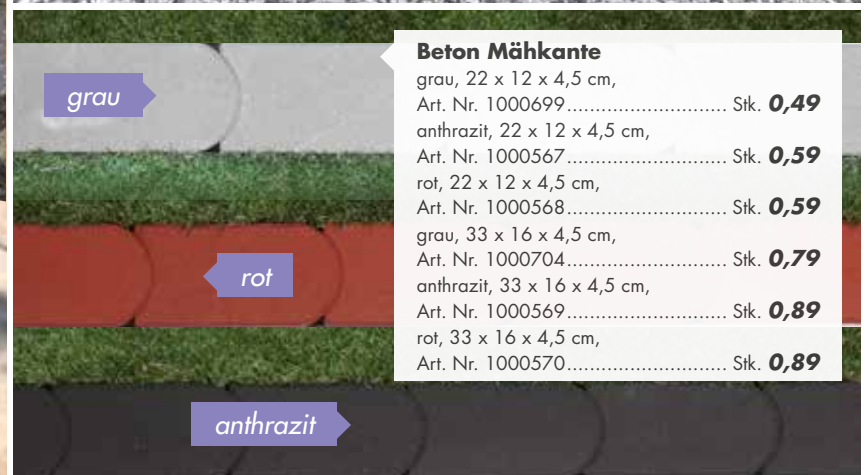 Beton Mähkante
grau, 22 x 12 x 4,5 cm,
Art. Nr. 1000699............................ Stk. 0,49
anthrazit, 22 x 12 x 4,5 cm,
Art. Nr. 1000567............................ Stk. 0,59
rot, 22 x 12 x 4,5 cm,
Art. Nr. 1000568............................ Stk. 0,59
grau, 33 x 16 x 4,5 cm,
Art. Nr. 1000704............................ Stk. 0,79
anthrazit, 33 x 16 x 4,5 cm,
Art. Nr. 1000569............................ Stk. 0,89
rot, 33 x 16 x 4,5 cm,
Art. Nr. 1000570............................ Stk. 0,89
grau
rot
anthrazit